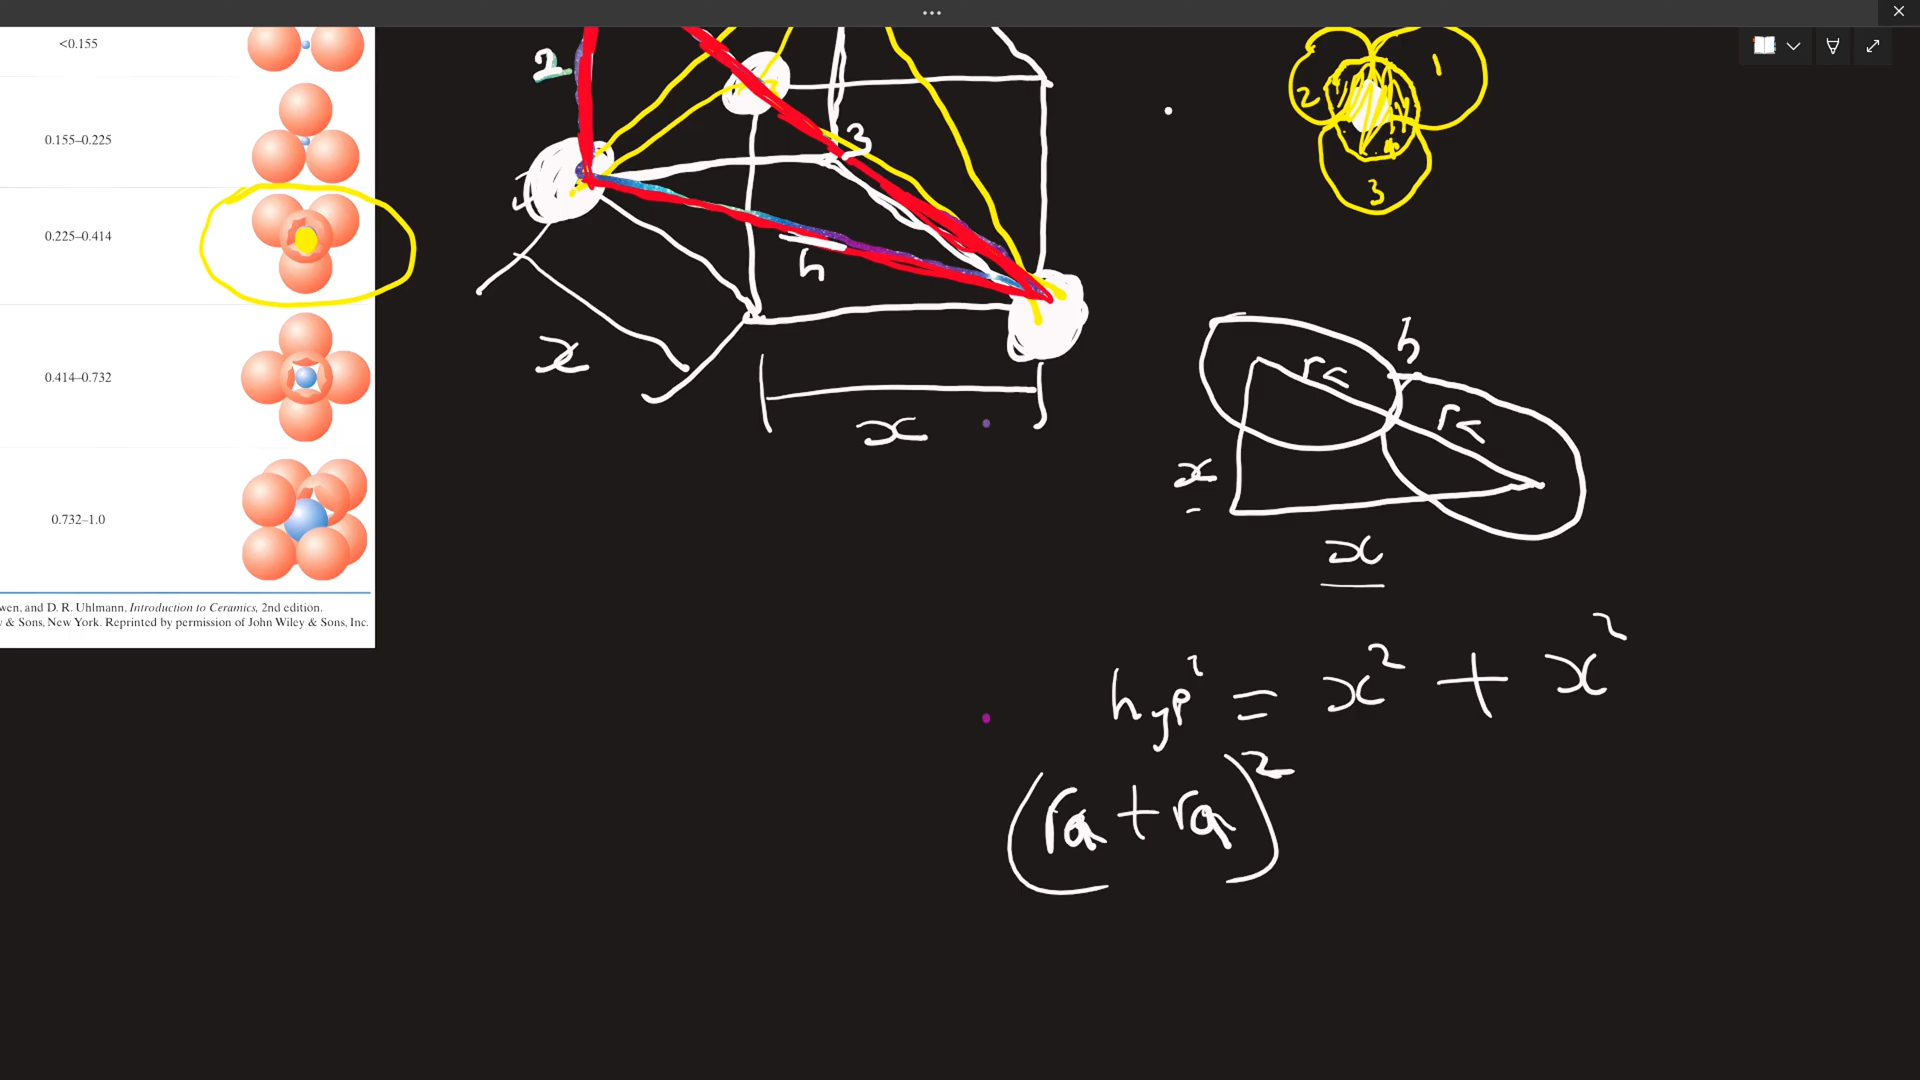 <0.155
0.155–0.225
0.225–0.414
0.414–0.732
0.732–1.0
wen, and D. R. Uhlmann, Introduction to Ceramics, 2nd edition.
y & Sons, New York. Reprinted by permission of John Wiley & Sons, Inc.
2
3
h
x
x
1
2
3
h
rc
rc
x
x
hyp² = x² + x²
(ra + ra)²